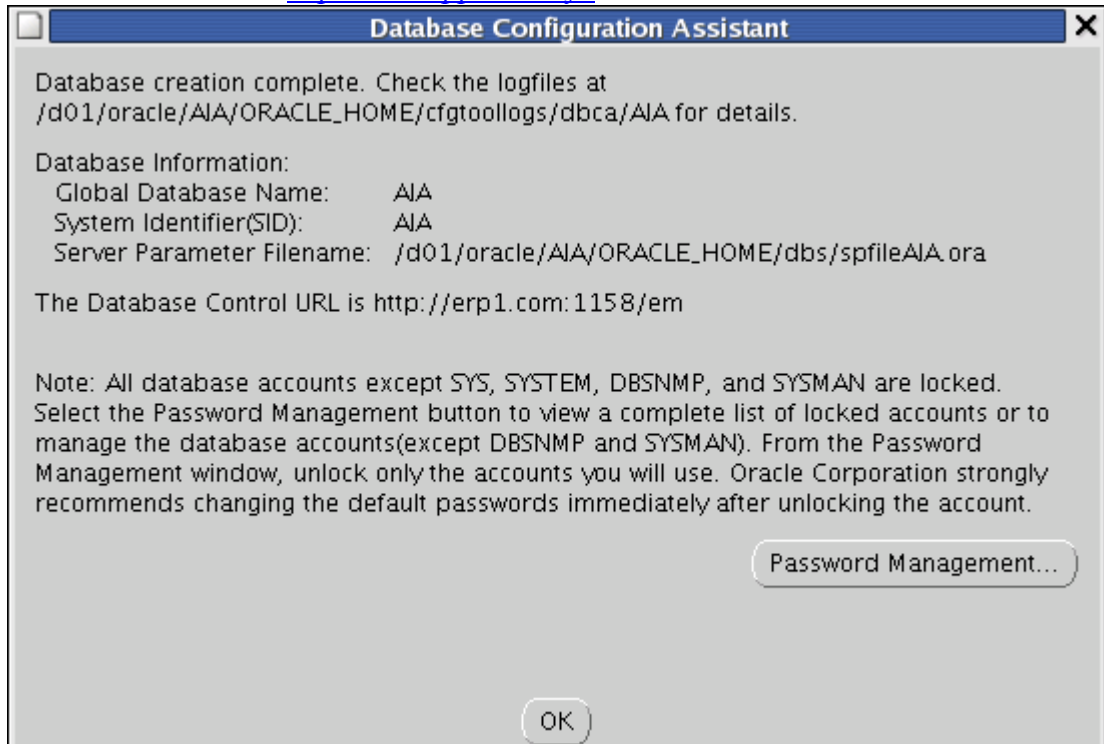 Database Configuration Assistant
Database creation complete. Check the logfiles at
/d01/oracle/AIA/ORACLE_HOME/cfgtoollogs/dbca/AIA for details.
Database Information:
Global Database Name: AIA
System Identifier(SID): AIA
Server Parameter Filename: /d01/oracle/AIA/ORACLE_HOME/dbs/spfileAIA.ora
The Database Control URL is http://erp1.com:1158/em
Note: All database accounts except SYS, SYSTEM, DBSNMP, and SYSMAN are locked.
Select the Password Management button to view a complete list of locked accounts or to
manage the database accounts(except DBSNMP and SYSMAN). From the Password
Management window, unlock only the accounts you will use. Oracle Corporation strongly
recommends changing the default passwords immediately after unlocking the account.
Password Management...
OK